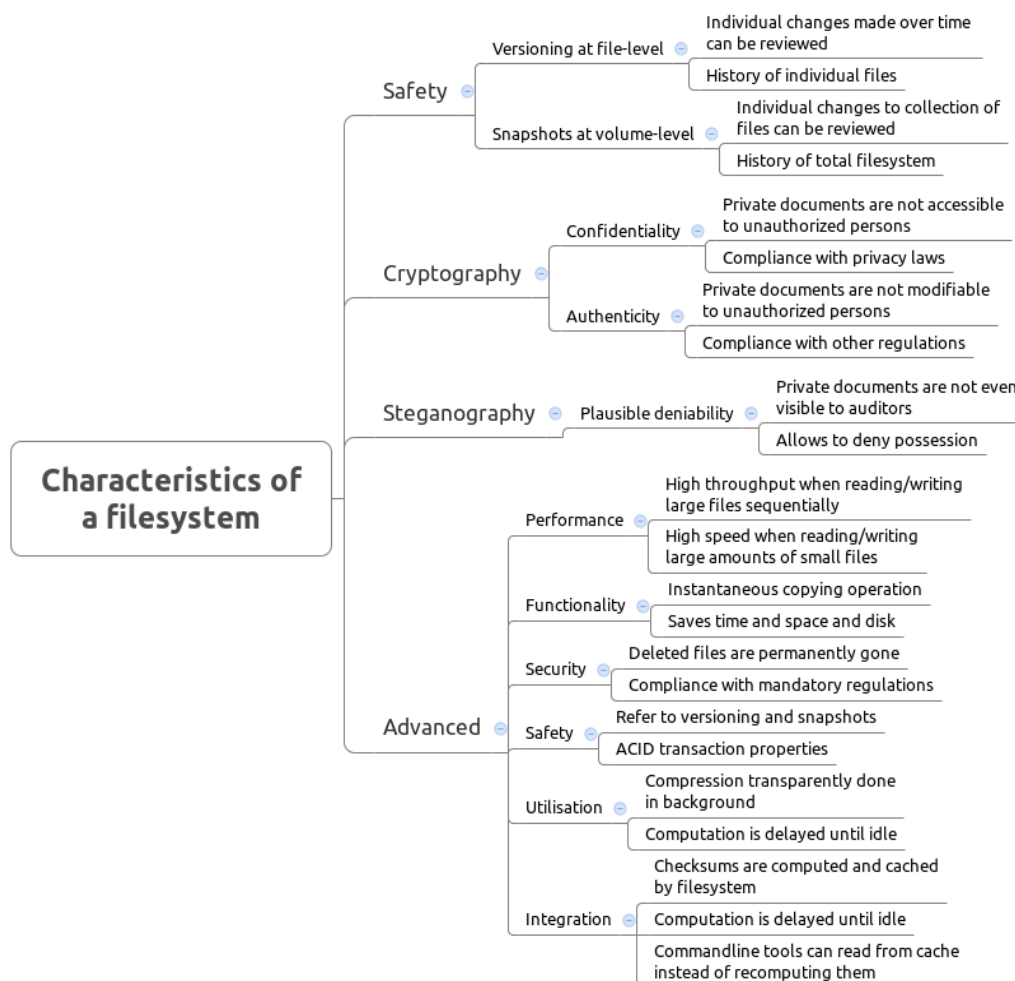 Characteristics of
a filesystem
Safety
Versioning at file-level
Individual changes made over time
can be reviewed
History of individual files
Snapshots at volume-level
Individual changes to collection of
files can be reviewed
History of total filesystem
Cryptography
Confidentiality
Private documents are not accessible
to unauthorized persons
Compliance with privacy laws
Authenticity
Private documents are not modifiable
to unauthorized persons
Compliance with other regulations
Steganography
Plausible deniability
Private documents are not even
visible to auditors
Allows to deny possession
Advanced
Performance
High throughput when reading/writing
large files sequentially
High speed when reading/writing
large amounts of small files
Functionality
Instantaneous copying operation
Saves time and space and disk
Security
Deleted files are permanently gone
Compliance with mandatory regulations
Safety
Refer to versioning and snapshots
ACID transaction properties
Utilisation
Compression transparently done
in background
Computation is delayed until idle
Integration
Checksums are computed and cached
by filesystem
Computation is delayed until idle
Commandline tools can read from cache
instead of recomputing them